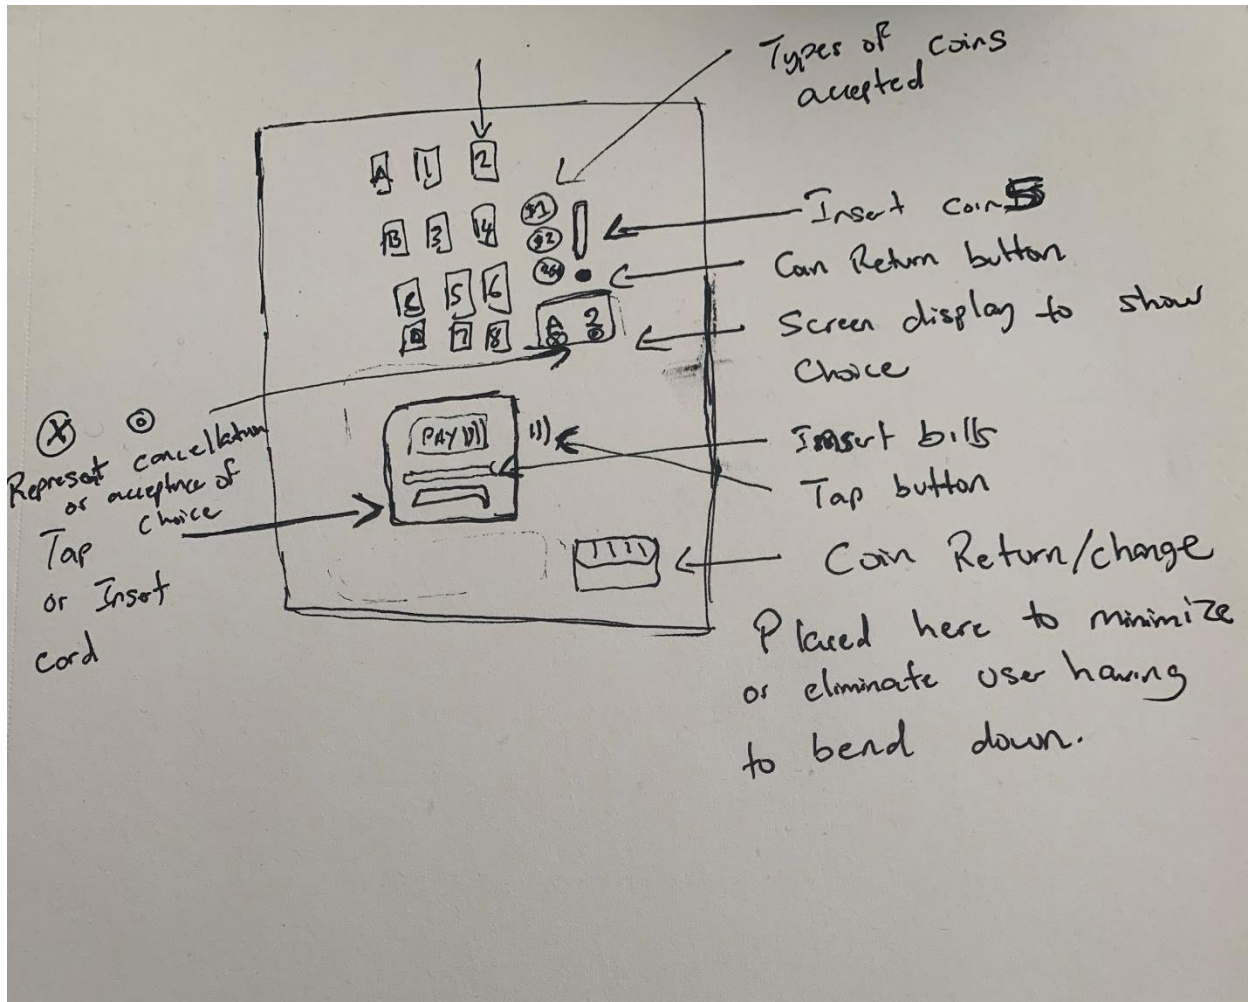 Types of coins
accepted
A 1 2
B 3 4
5 6
7 8
$1
$2
A 2
Insert coins
Coin Return button
Screen display to show
Choice
PAY
Insert bills
Tap button
X
Represent cancellation
or acceptance of
choice
Tap
or Insert
card
Coin Return/change
Placed here to minimize
or eliminate user having
to bend down.